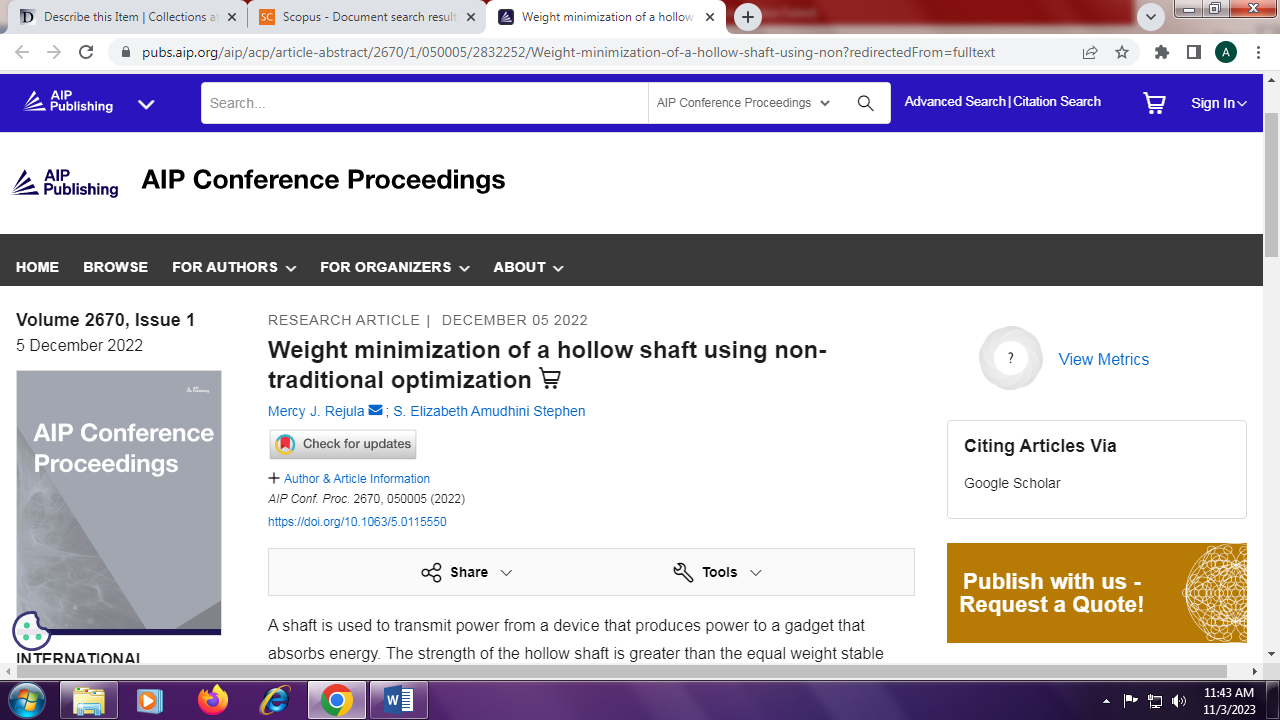 Describe this Item | Collections at
Scopus - Document search result
Weight minimization of a hollow
pubs.aip.org/aip/acp/article-abstract/2670/1/050005/2832252/Weight-minimization-of-a-hollow-shaft-using-non?redirectedFrom=fulltext
A
AIP Publishing
Search...
AIP Conference Proceedings
Advanced Search | Citation Search
Sign In
AIP Publishing
AIP Conference Proceedings
HOME BROWSE FOR AUTHORS FOR ORGANIZERS ABOUT
Volume 2670, Issue 1
5 December 2022
AIP Conference
Proceedings
INTERNATIONAL
RESEARCH ARTICLE | DECEMBER 05 2022
Weight minimization of a hollow shaft using non-
traditional optimization
Mercy J. Rejula ; S. Elizabeth Amudhini Stephen
Check for updates
+ Author & Article Information
AIP Conf. Proc. 2670, 050005 (2022)
https://doi.org/10.1063/5.0115550
Share Tools
A shaft is used to transmit power from a device that produces power to a gadget that
absorbs energy. The strength of the hollow shaft is greater than the equal weight stable
?
View Metrics
Citing Articles Via
Google Scholar
Publish with us -
Request a Quote!
11:43 AM
11/3/2023